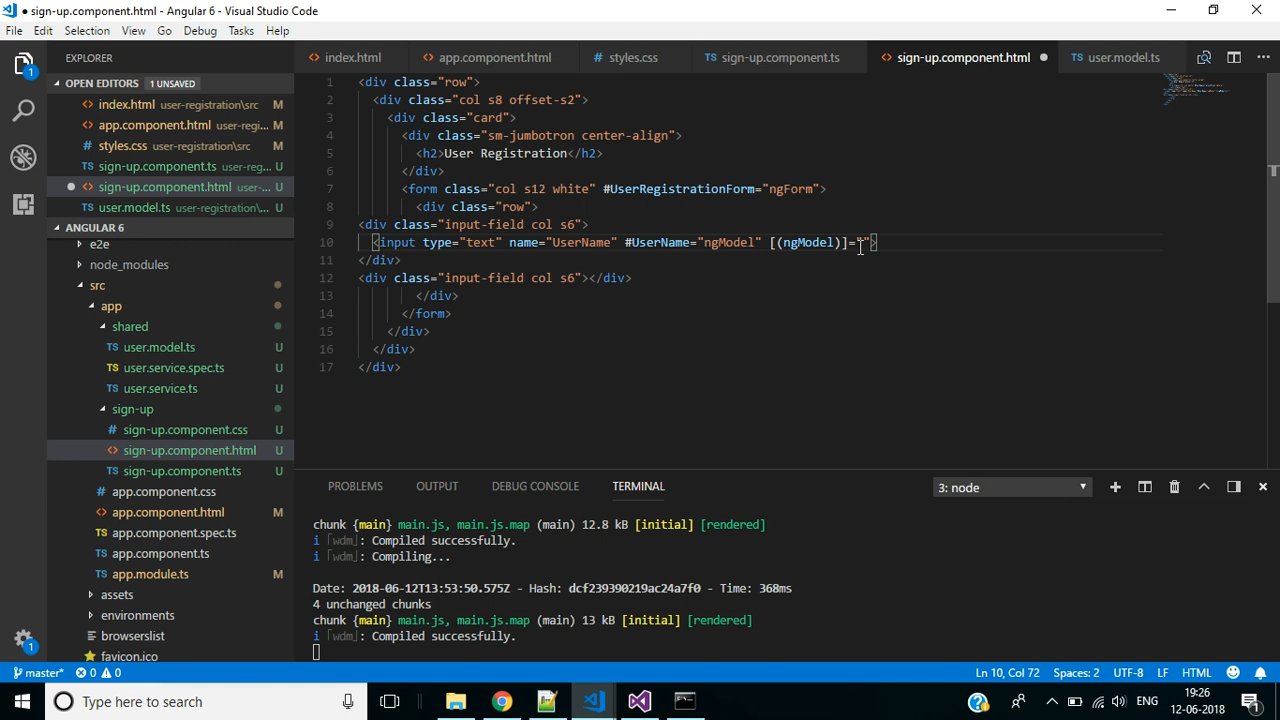 sign-up.component.html - Angular 6 - Visual Studio Code
File Edit Selection View Go Debug Tasks Help
EXPLORER
index.html app.component.html styles.css sign-up.component.ts sign-up.component.html user.model.ts
OPEN EDITORS 1 UNSAVED
index.html user-registration\src M
app.component.html user-regi... M
styles.css user-registration\src M
sign-up.component.ts user-reg... U
sign-up.component.html user-... U
user.model.ts user-registration\... U
ANGULAR 6
e2e
node_modules
src
app
shared
user.model.ts U
user.service.spec.ts U
user.service.ts U
sign-up
sign-up.component.css U
sign-up.component.html U
sign-up.component.ts U
app.component.css
app.component.html M
app.component.spec.ts
app.component.ts
app.module.ts M
assets
environments
browserslist
favicon.ico
1 <div class="row">
2 <div class="col s8 offset-s2">
3 <div class="card">
4 <div class="sm-jumbotron center-align">
5 <h2>User Registration</h2>
6 </div>
7 <form class="col s12 white" #UserRegistrationForm="ngForm">
8 <div class="row">
9 <div class="input-field col s6">
10 <input type="text" name="UserName" #UserName="ngModel" [(ngModel)]="">
11 </div>
12 <div class="input-field col s6"></div>
13 </div>
14 </form>
15 </div>
16 </div>
17 </div>
PROBLEMS OUTPUT DEBUG CONSOLE TERMINAL 3: node
chunk {main} main.js, main.js.map (main) 12.8 kB [initial] [rendered]
i ｢wdm｣: Compiled successfully.
i ｢wdm｣: Compiling...
Date: 2018-06-12T13:53:50.575Z - Hash: dcf239390219ac24a7f0 - Time: 368ms
4 unchanged chunks
chunk {main} main.js, main.js.map (main) 13 kB [initial] [rendered]
i ｢wdm｣: Compiled successfully.
master* 0 0 Ln 10, Col 72 Spaces: 2 UTF-8 LF HTML 1
Type here to search
ENG
19:26
12-06-2018
1